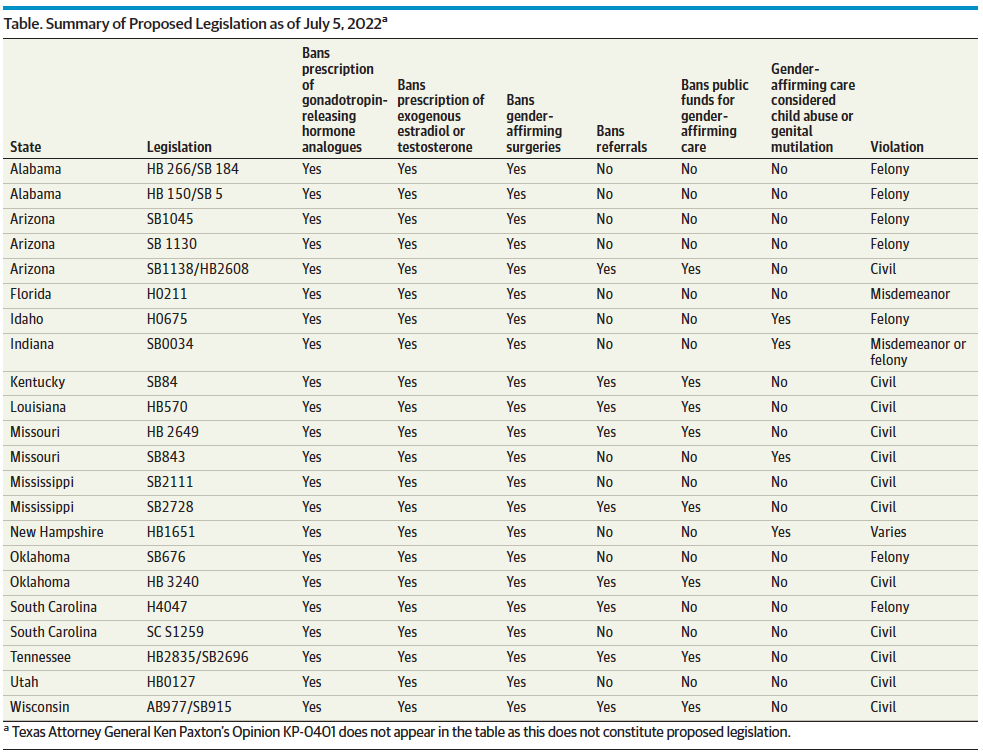 Table. Summary of Proposed Legislation as of July 5, 2022a
Bans
prescription Gender-
of affirming care
gonadotropin- Bans Bans public considered
releasing prescription of Bans funds for child abuse or
hormone exogenous gender- gender- genital
analogues estradiol or affirming Bans affirming mutilation
State Legislation testosterone surgeries referrals care Violation
Alabama HB 266/SB 184 Yes Yes Yes No No No Felony
Alabama HB 150/SB 5 Yes Yes Yes No No No Felony
Arizona SB1045 Yes Yes Yes No No No Felony
Arizona SB 1130 Yes Yes Yes No No No Felony
Arizona SB1138/HB2608 Yes Yes Yes Yes Yes No Civil
Florida H0211 Yes Yes Yes No No No Misdemeanor
Idaho H0675 Yes Yes Yes No No Yes Felony
Indiana SB0034 Yes Yes Yes No No Yes Misdemeanor or
felony
Kentucky SB84 Yes Yes Yes Yes Yes No Civil
Louisiana HB570 Yes Yes Yes Yes Yes No Civil
Missouri HB 2649 Yes Yes Yes Yes Yes No Civil
Missouri SB843 Yes Yes Yes No No Yes Civil
Mississippi SB2111 Yes Yes Yes No No No Civil
Mississippi SB2728 Yes Yes Yes Yes Yes No Civil
New Hampshire HB1651 Yes Yes Yes No No Yes Varies
Oklahoma SB676 Yes Yes Yes No No No Felony
Oklahoma HB 3240 Yes Yes Yes Yes Yes No Civil
South Carolina H4047 Yes Yes Yes Yes No No Felony
South Carolina SC S1259 Yes Yes Yes No No No Civil
Tennessee HB2835/SB2696 Yes Yes Yes Yes Yes No Civil
Utah HB0127 Yes Yes Yes No No No Civil
Wisconsin AB977/SB915 Yes Yes Yes Yes Yes No Civil
a Texas Attorney General Ken Paxton's Opinion KP-0401 does not appear in the table as this does not constitute proposed legislation.